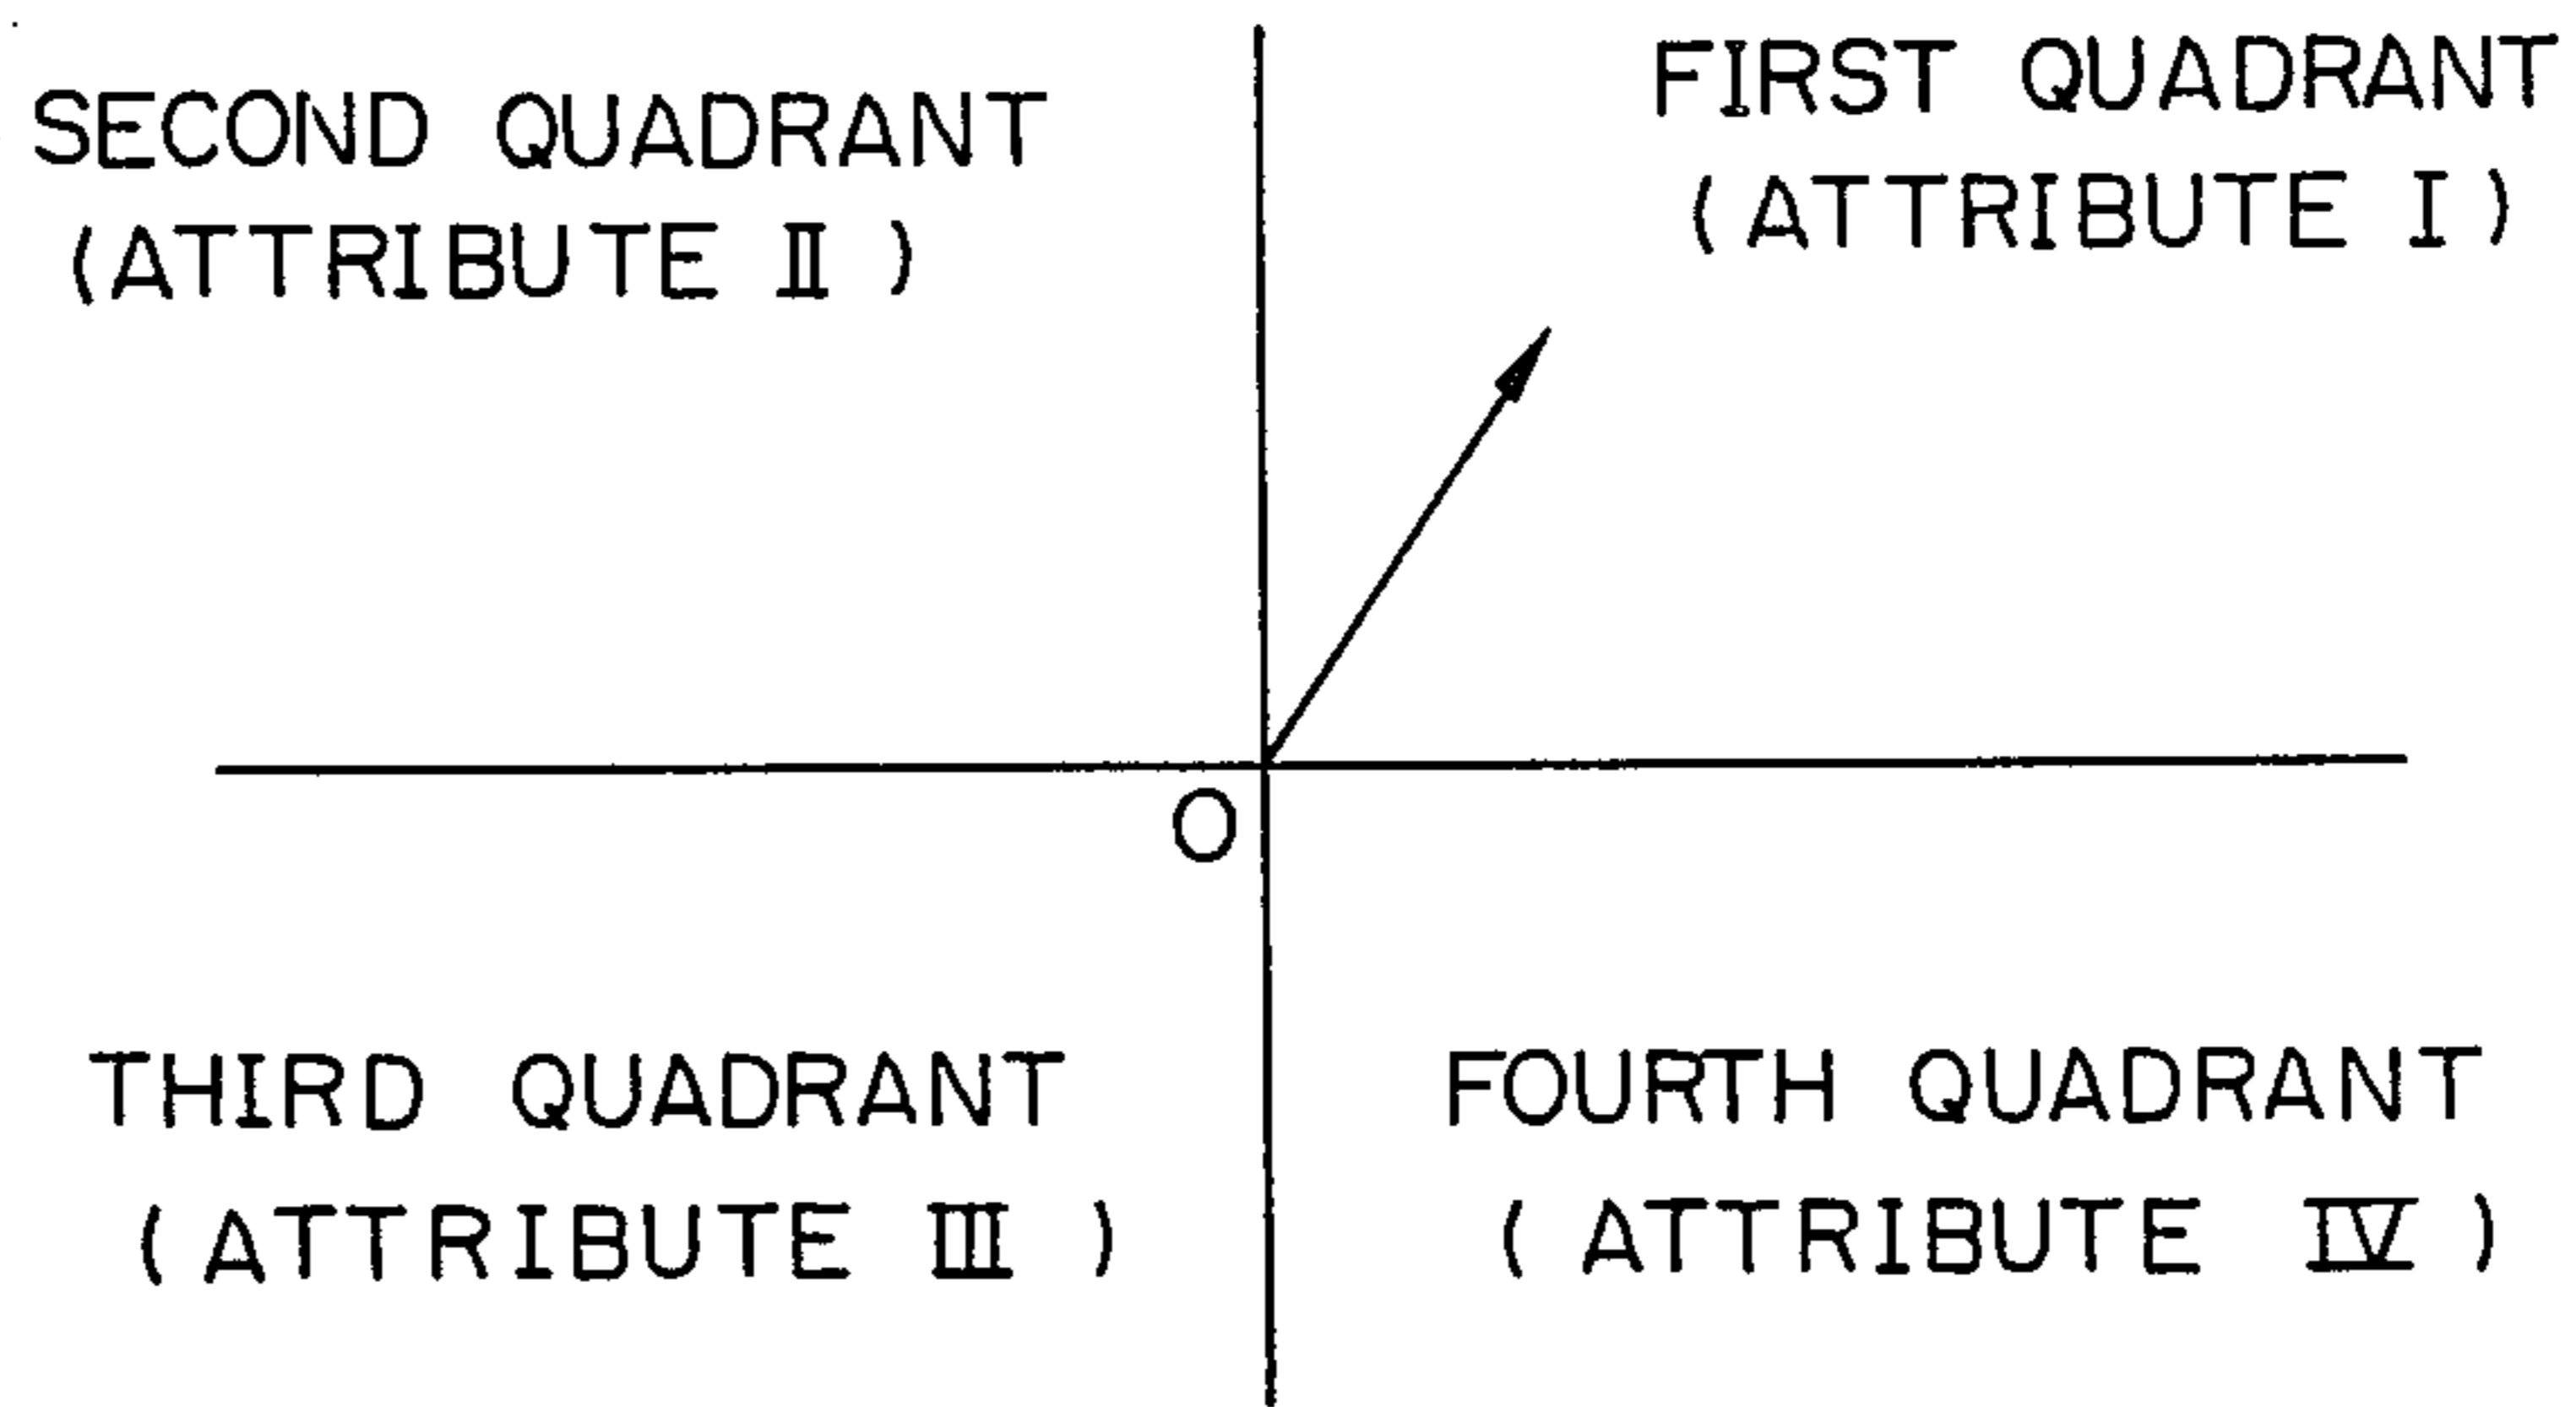 SECOND QUADRANT
(ATTRIBUTE II)
FIRST QUADRANT
(ATTRIBUTE I)
O
THIRD QUADRANT
(ATTRIBUTE III)
FOURTH QUADRANT
(ATTRIBUTE IV)